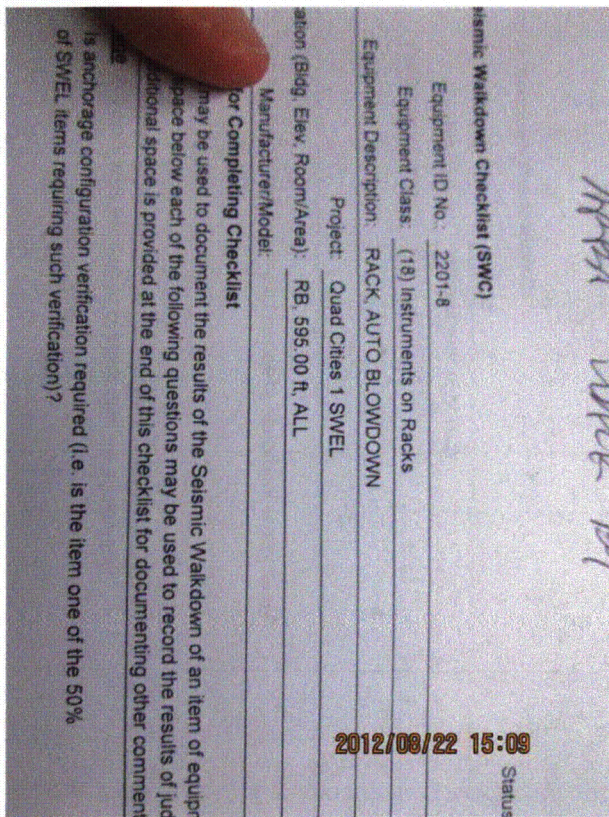 eismic Walkdown Checklist (SWC)
Status
Equipment ID No.: 2201-8
Equipment Class: (18) Instruments on Racks
Equipment Description: RACK, AUTO BLOWDOWN
Project: Quad Cities 1 SWEL
ation (Bldg, Elev, Room/Area): RB, 595.00 ft, ALL
Manufacturer/Model:
for Completing Checklist
may be used to document the results of the Seismic Walkdown of an item of equipm
space below each of the following questions may be used to record the results of jud
ditional space is provided at the end of this checklist for documenting other comment
Is anchorage configuration verification required (i.e. is the item one of the 50%
of SWEL items requiring such verification)?
2012/08/22 15:09